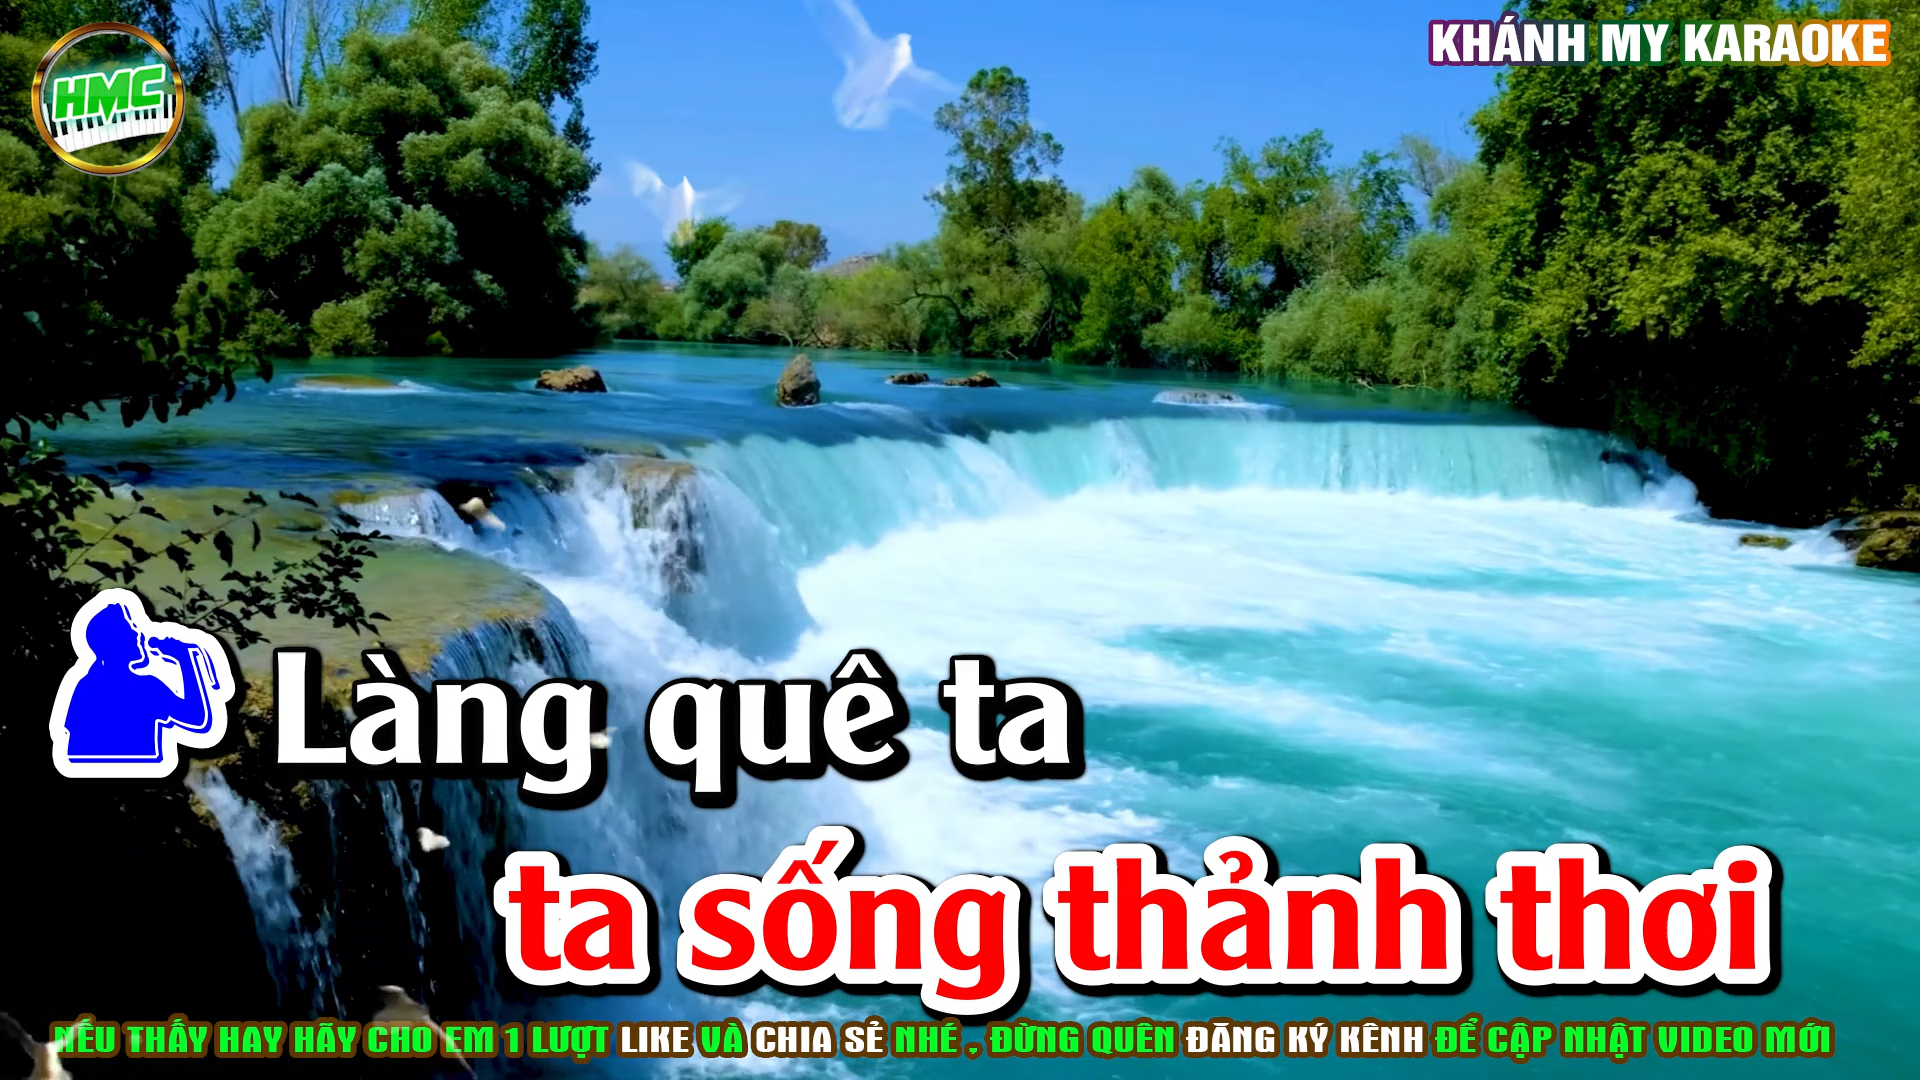 HMC
KHÁNH MY KARAOKE
Làng quê ta
ta sống thảnh thơi
NẾU THẤY HAY HÃY CHO EM 1 LƯỢT LIKE VÀ CHIA SẺ NHÉ , ĐỪNG QUÊN ĐĂNG KÝ KÊNH ĐỂ CẬP NHẬT VIDEO MỚI